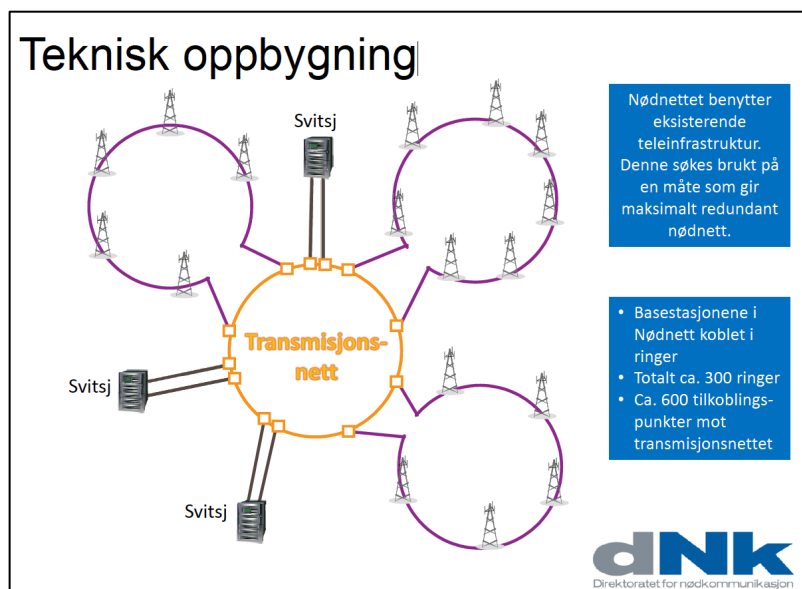 Teknisk oppbygning
Svitsj
Nødnettet benytter
eksisterende
teleinfrastruktur.
Denne søkes brukt på
en måte som gir
maksimalt redundant
nødnett.
Transmisjons-
nett
Svitsj
Svitsj
• Basestasjonene i
Nødnett koblet i
ringer
• Totalt ca. 300 ringer
• Ca. 600 tilkoblings-
punkter mot
transmisjonsnettet
dNk
Direktoratet for nødkommunikasjon